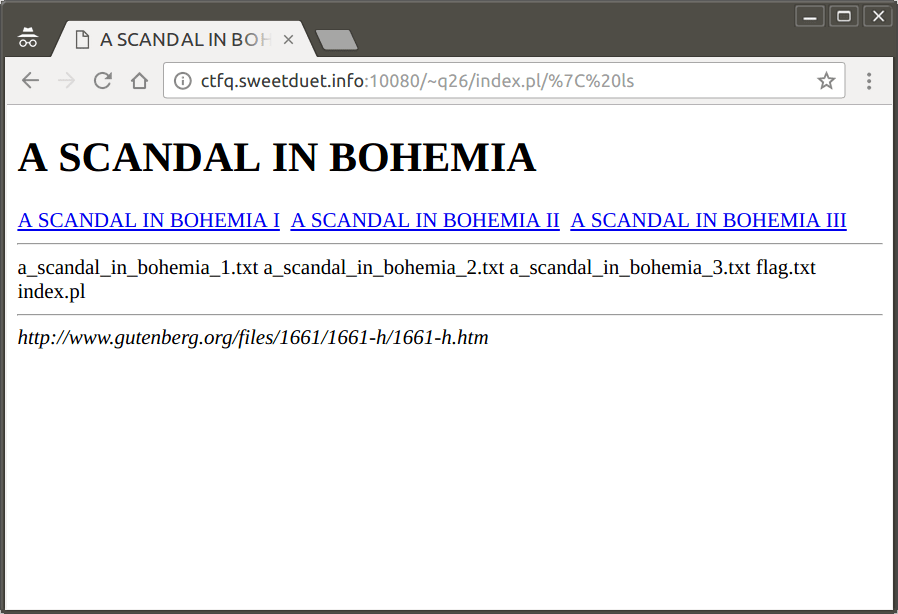 A SCANDAL IN BOH
ctfq.sweetduet.info:10080/~q26/index.pl/%7C%20ls
A SCANDAL IN BOHEMIA
A SCANDAL IN BOHEMIA I A SCANDAL IN BOHEMIA II A SCANDAL IN BOHEMIA III
a_scandal_in_bohemia_1.txt a_scandal_in_bohemia_2.txt a_scandal_in_bohemia_3.txt flag.txt
index.pl
http://www.gutenberg.org/files/1661/1661-h/1661-h.htm